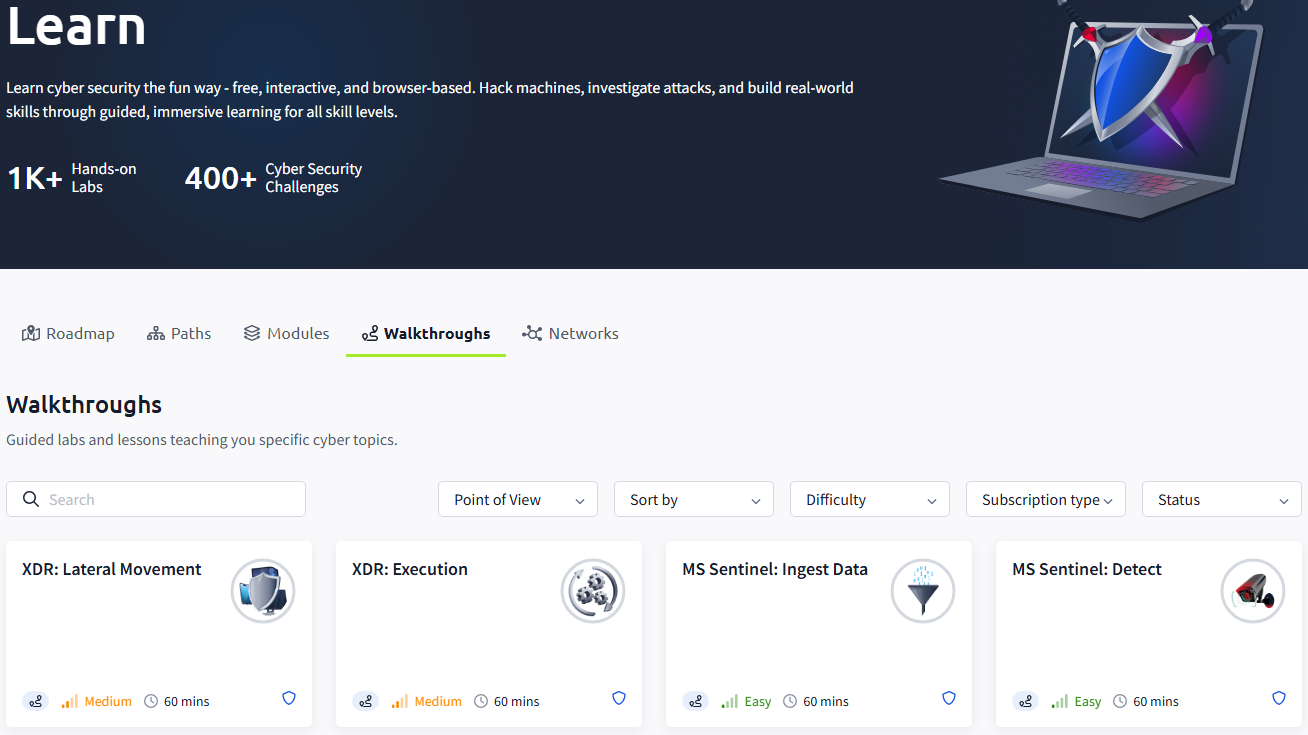 Learn
Learn cyber security the fun way - free, interactive, and browser-based. Hack machines, investigate attacks, and build real-world
skills through guided, immersive learning for all skill levels.
1K+ Hands-on Labs
400+ Cyber Security Challenges
Roadmap Paths Modules Walkthroughs Networks
Walkthroughs
Guided labs and lessons teaching you specific cyber topics.
Search Point of View Sort by Difficulty Subscription type Status
XDR: Lateral Movement
Medium 60 mins
XDR: Execution
Medium 60 mins
MS Sentinel: Ingest Data
Easy 60 mins
MS Sentinel: Detect
Easy 60 mins